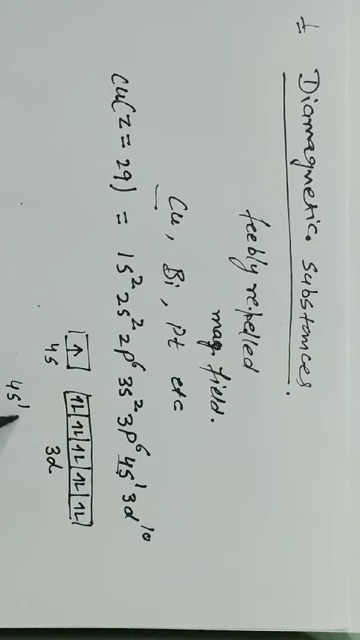 1 Diamagnetic substances.
feebly repelled
mag. field.
Cu, Bi, Pt etc
Cu(Z=29) = 1s² 2s² 2p⁶ 3s² 3p⁶ 4s¹ 3d¹⁰
↑ ↑↓ ↑↓ ↑↓ ↑↓ ↑↓
4s 3d
4s¹